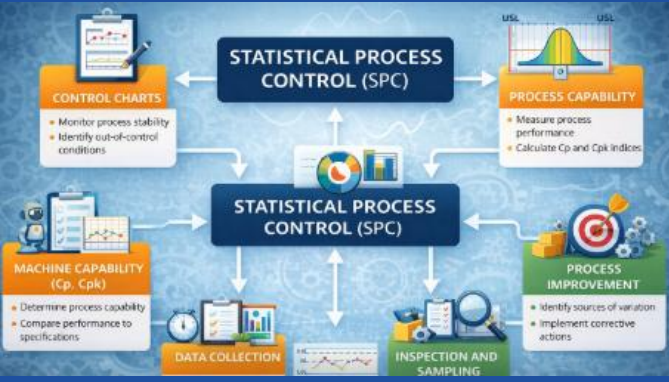 STATISTICAL PROCESS
CONTROL (SPC)
USL
USL
CONTROL CHARTS
• Monitor process stability
• Identify out-of-control
conditions
PROCESS CAPABILITY
• Measure process
performance
• Calculate Cp and Cpk indices
STATISTICAL PROCESS
CONTROL (SPC)
MACHINE CAPABILITY
(Cp, Cpk)
• Determine process capability
• Compare performance to
specifications
PROCESS
IMPROVEMENT
• Identify sources of variation
• Implement corrective
actions
DATA COLLECTION
INSPECTION AND
SAMPLING